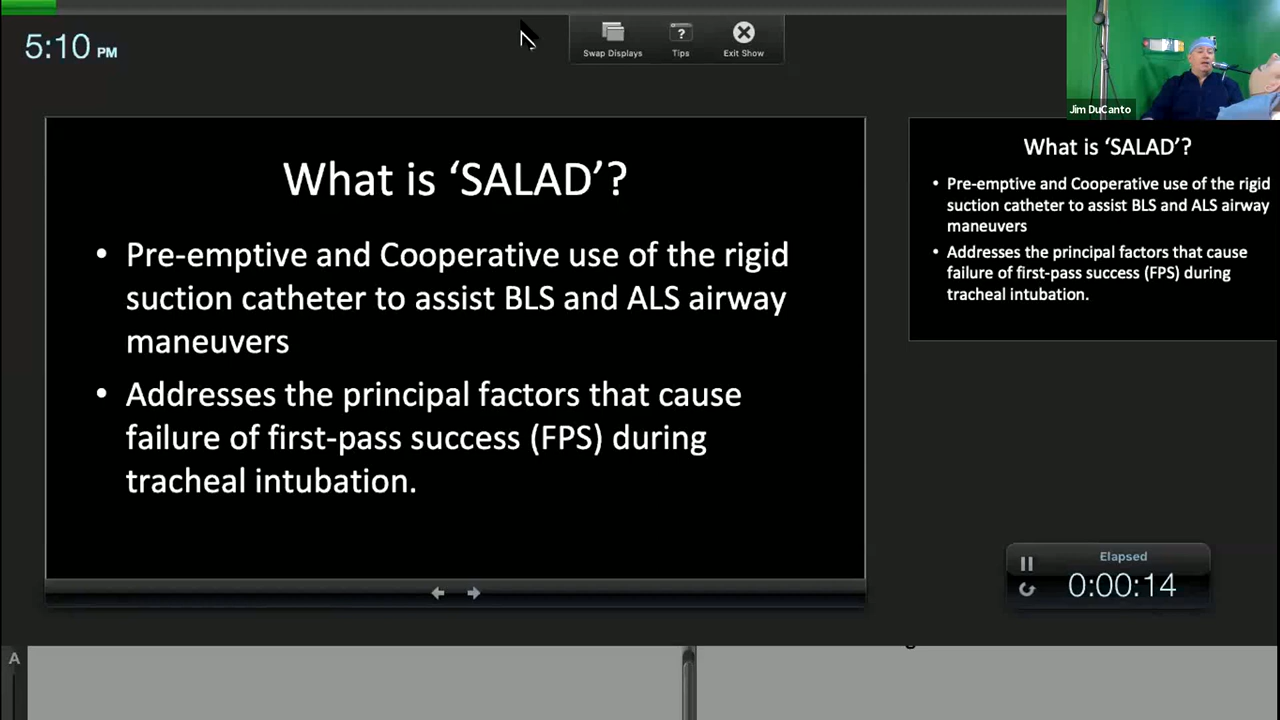 5:10 PM
Swap Displays
Tips
Exit Show
Jim DuCanto
What is ‘SALAD’?
• Pre-emptive and Cooperative use of the rigid
suction catheter to assist BLS and ALS airway
maneuvers
• Addresses the principal factors that cause
failure of first-pass success (FPS) during
tracheal intubation.
What is ‘SALAD’?
• Pre-emptive and Cooperative use of the rigid
suction catheter to assist BLS and ALS airway
maneuvers
• Addresses the principal factors that cause
failure of first-pass success (FPS) during
tracheal intubation.
Elapsed
0:00:14
A